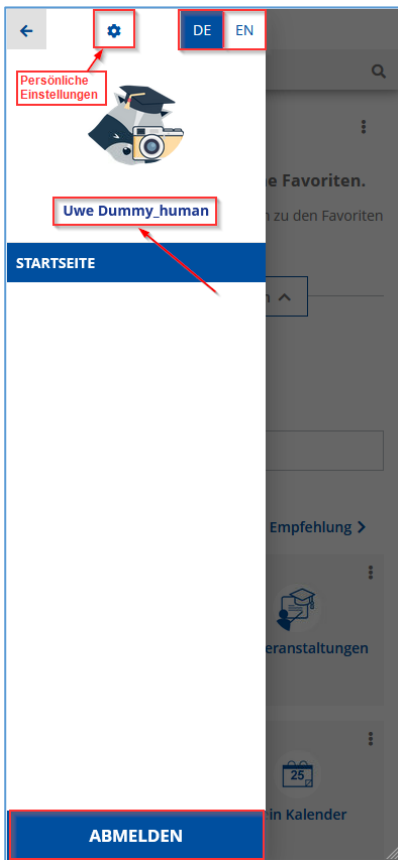 DE EN
Persönliche
Einstellungen
e Favoriten.
Uwe Dummy_human
n zu den Favoriten
STARTSEITE
Empfehlung >
eranstaltungen
25
in Kalender
ABMELDEN